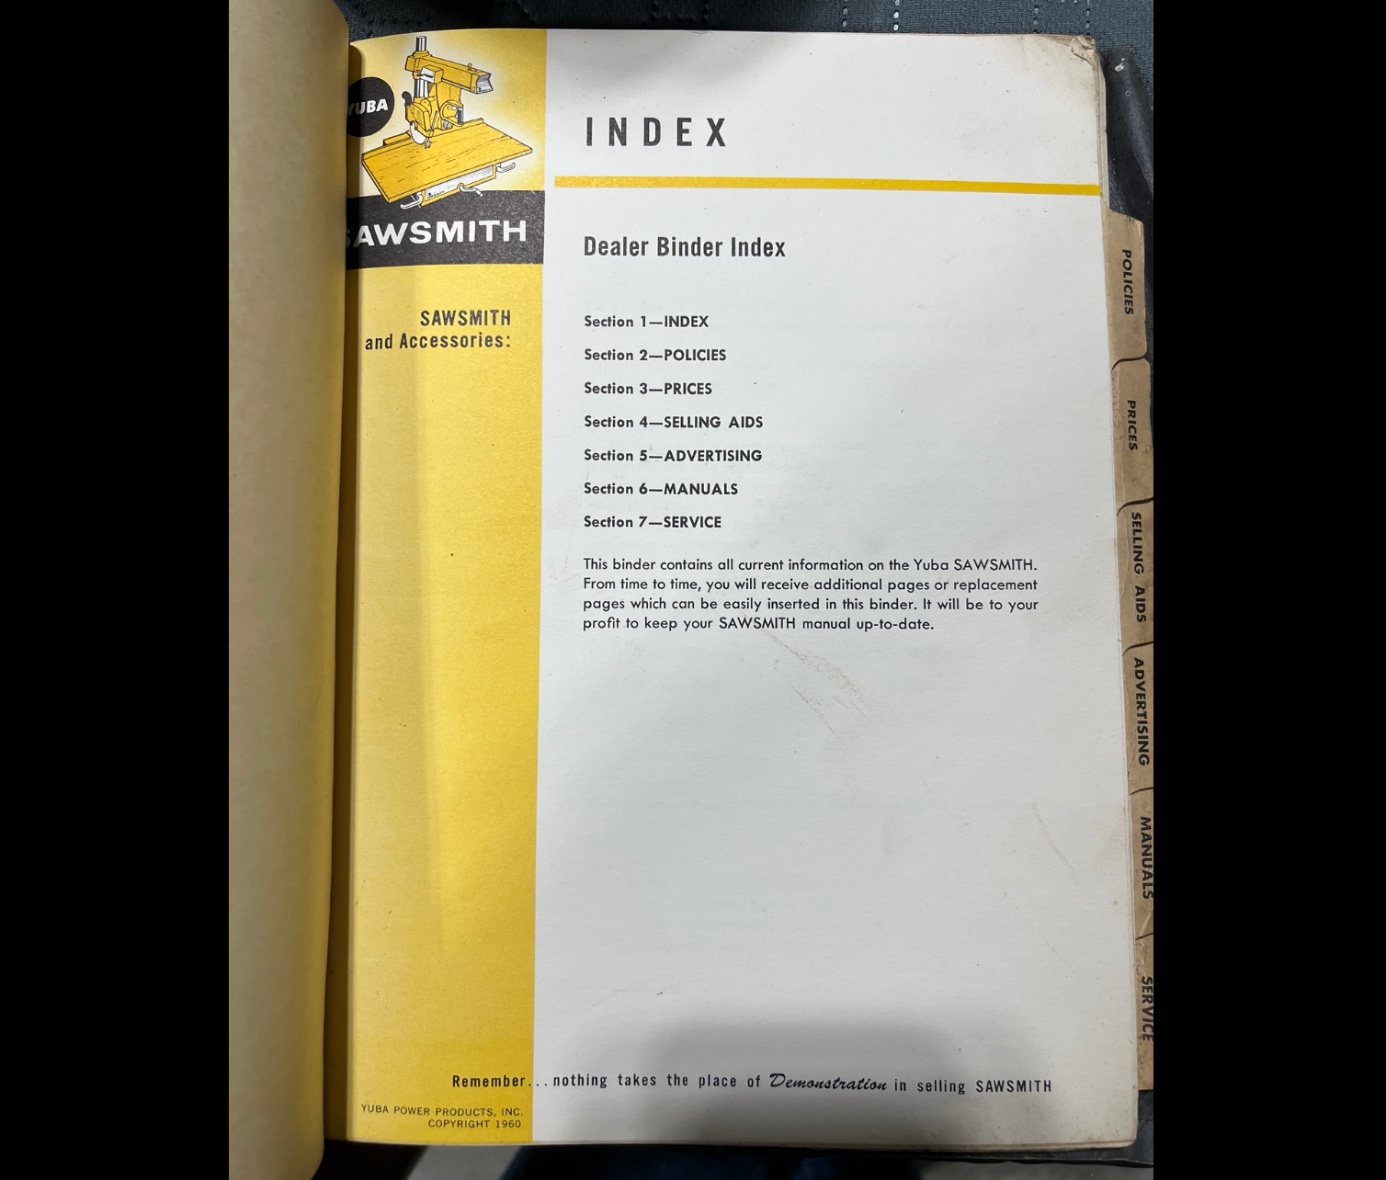 YUBA
SAWSMITH
SAWSMITH
and Accessories:
INDEX
Dealer Binder Index
Section 1—INDEX
Section 2—POLICIES
Section 3—PRICES
Section 4—SELLING AIDS
Section 5—ADVERTISING
Section 6—MANUALS
Section 7—SERVICE
This binder contains all current information on the Yuba SAWSMITH.
From time to time, you will receive additional pages or replacement
pages which can be easily inserted in this binder. It will be to your
profit to keep your SAWSMITH manual up-to-date.
Remember...nothing takes the place of Demonstration in selling SAWSMITH
YUBA POWER PRODUCTS, INC.
COPYRIGHT 1960
POLICIES
PRICES
SELLING AIDS
ADVERTISING
MANUALS
SERVICE